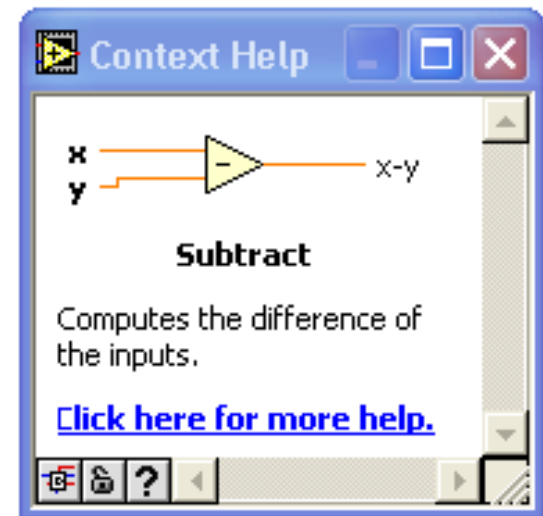 Context Help
x
y
x-y
Subtract
Computes the difference of
the inputs.
Click here for more help.
?